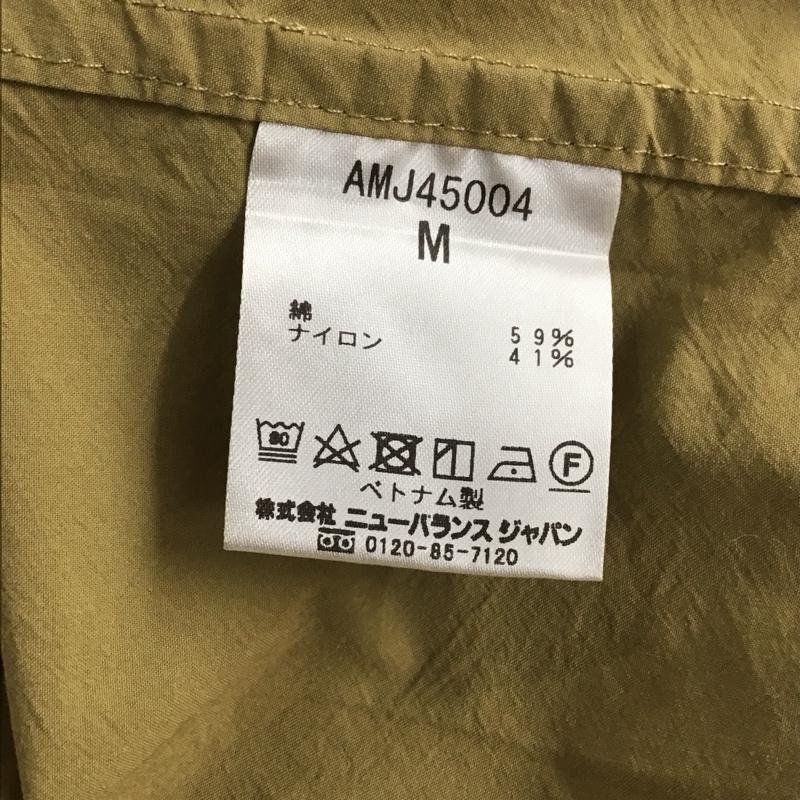 AMJ45004
M
綿 59%
ナイロン 41%
30
ベトナム製
株式会社 ニューバランス ジャパン
0120-85-7120